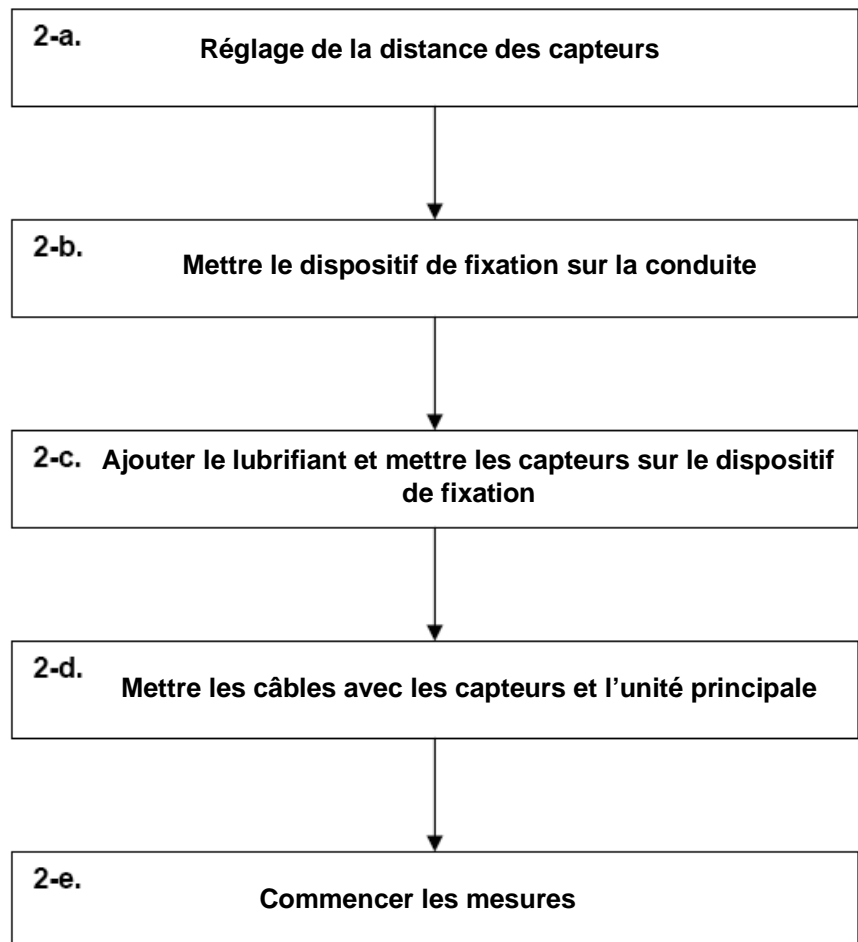 2-a. Réglage de la distance des capteurs
2-b. Mettre le dispositif de fixation sur la conduite
2-c. Ajouter le lubrifiant et mettre les capteurs sur le dispositif
de fixation
2-d. Mettre les câbles avec les capteurs et l’unité principale
2-e. Commencer les mesures